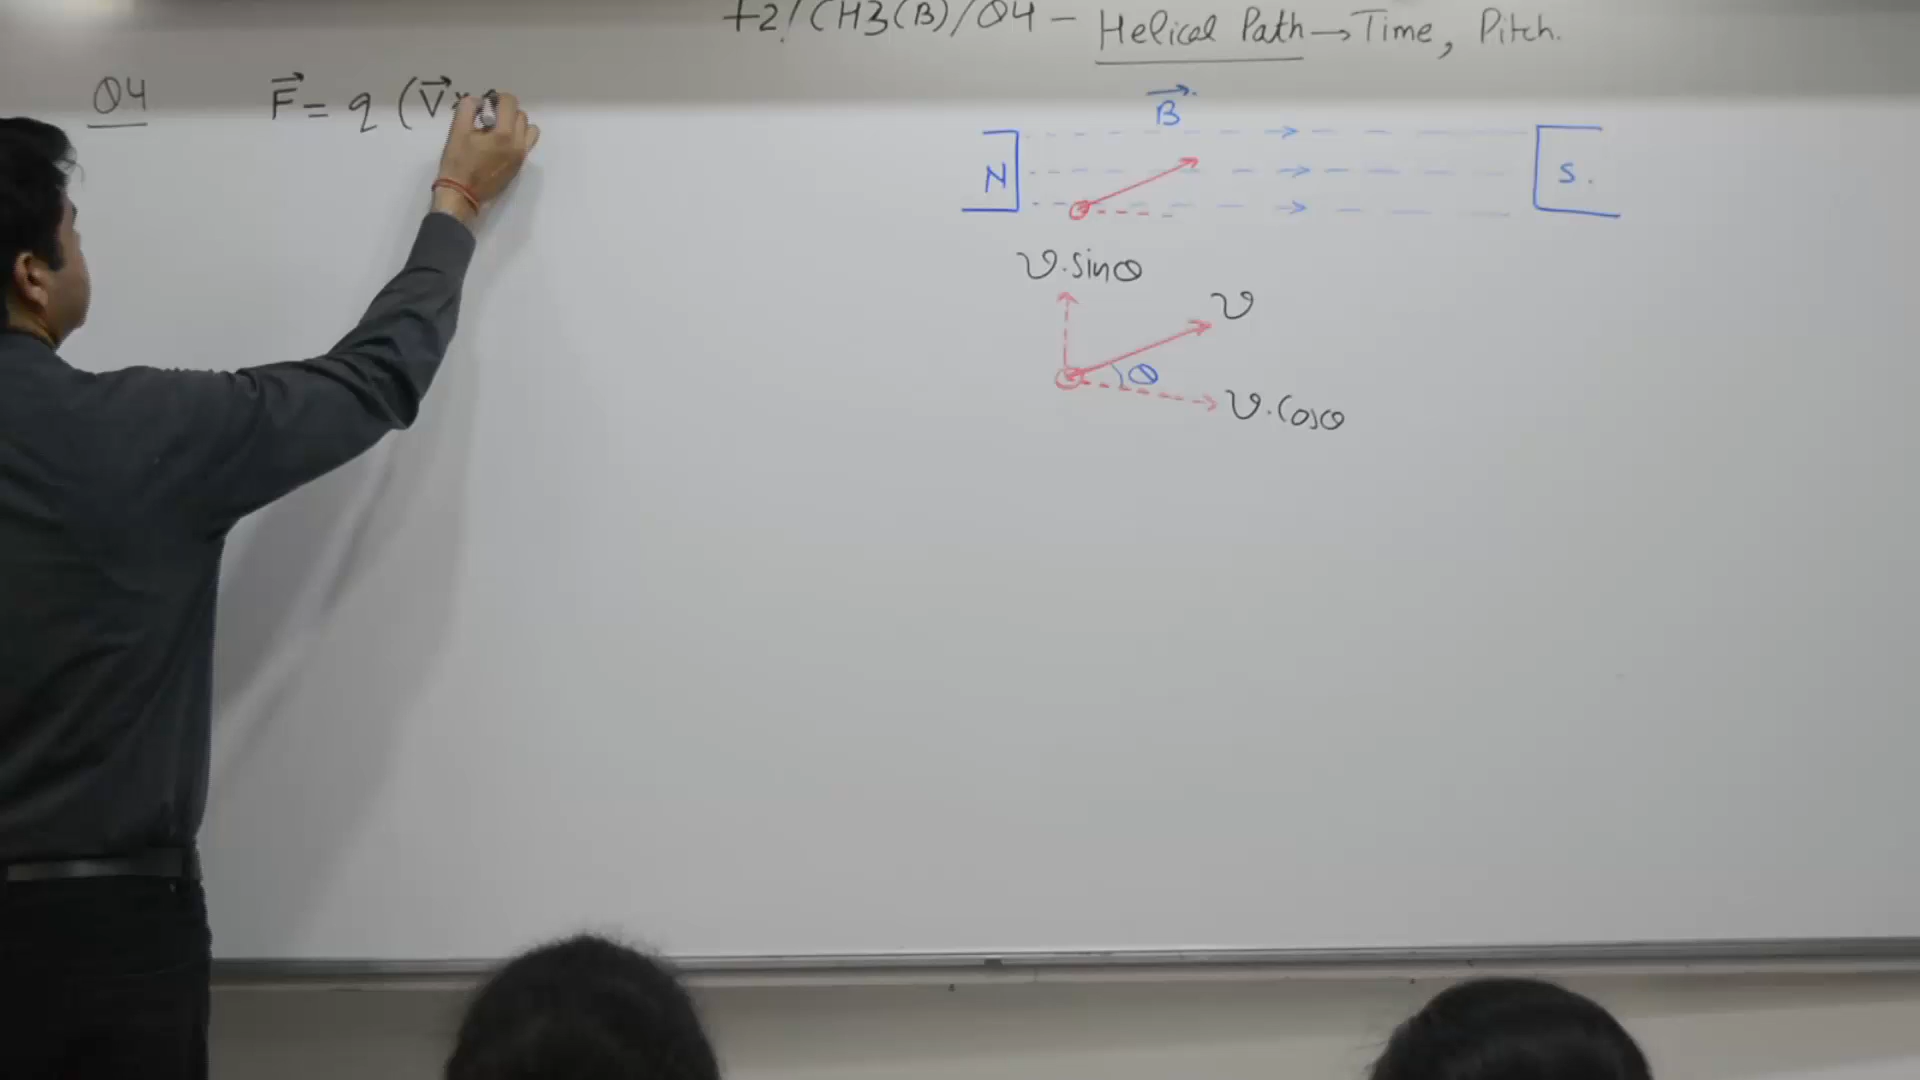 +2/CH3(B)/Q4 – Helical Path → Time, Pitch.
Q4 F⃗ = q (V⃗ ×
B⃗
N S.
v.sinθ
v
θ
v.cosθ